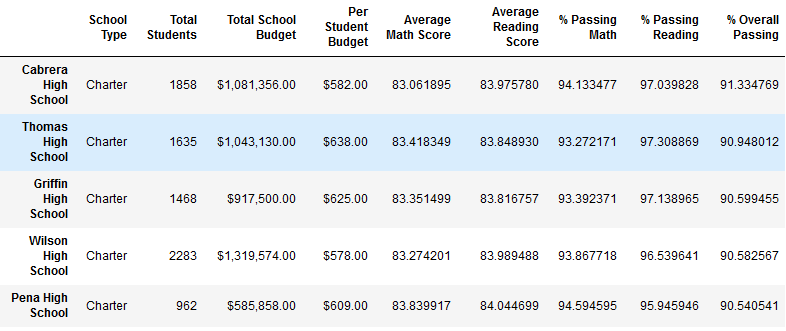 School Type Total Students Total School Budget Per Student Budget Average Math Score Average Reading Score % Passing Math % Passing Reading % Overall Passing
Cabrera High School Charter 1858 $1,081,356.00 $582.00 83.061895 83.975780 94.133477 97.039828 91.334769
Thomas High School Charter 1635 $1,043,130.00 $638.00 83.418349 83.848930 93.272171 97.308869 90.948012
Griffin High School Charter 1468 $917,500.00 $625.00 83.351499 83.816757 93.392371 97.138965 90.599455
Wilson High School Charter 2283 $1,319,574.00 $578.00 83.274201 83.989488 93.867718 96.539641 90.582567
Pena High School Charter 962 $585,858.00 $609.00 83.839917 84.044699 94.594595 95.945946 90.540541